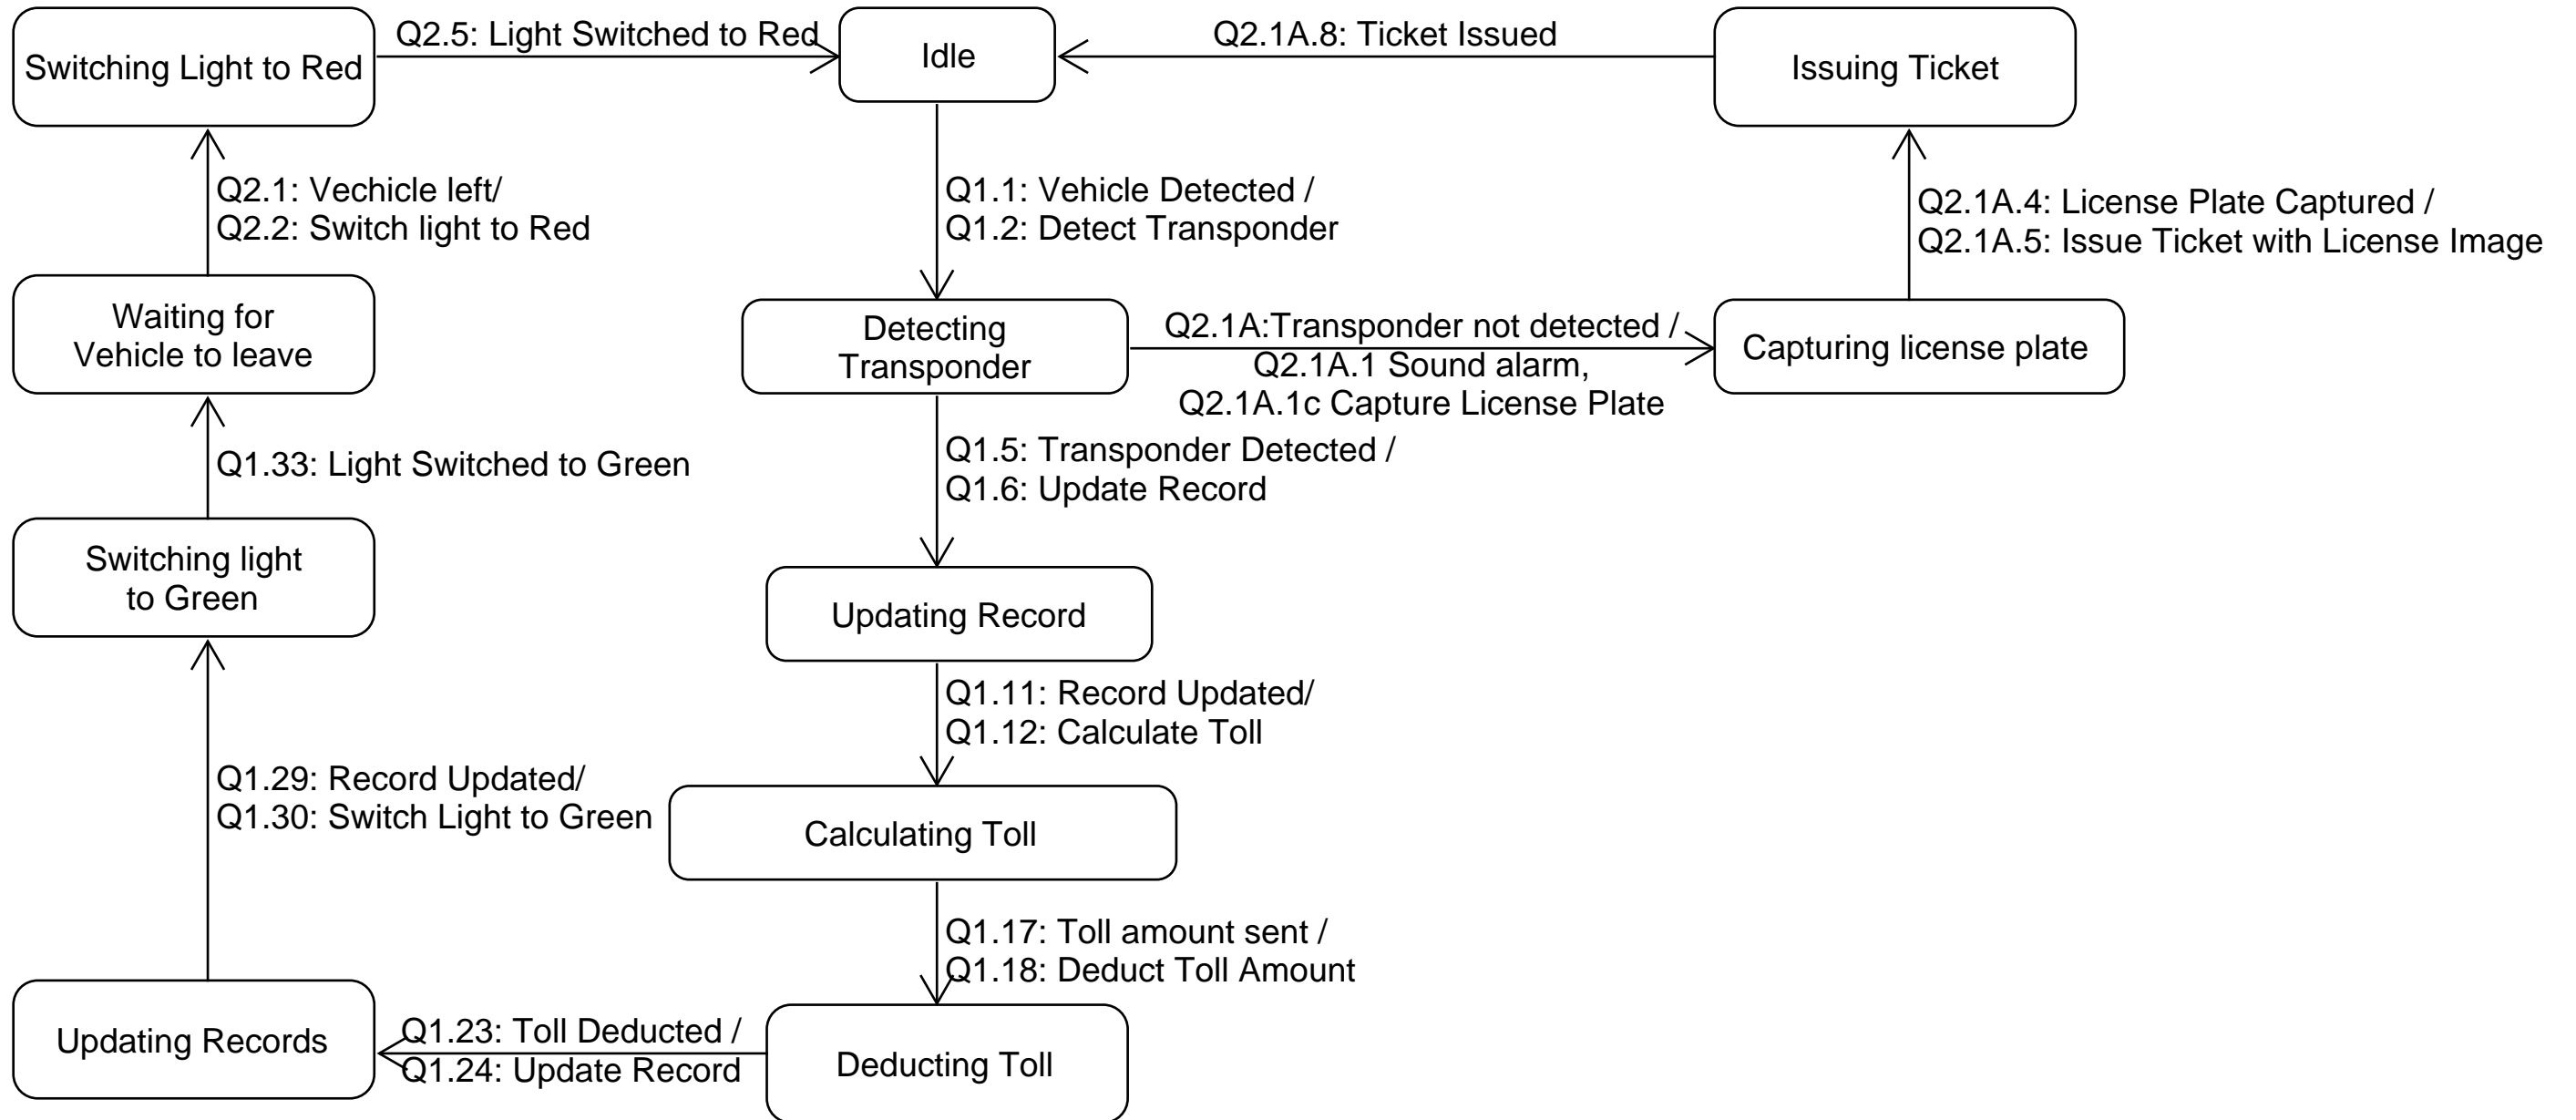 Switching Light to Red
Q2.5: Light Switched to Red
Idle
Q2.1A.8: Ticket Issued
Issuing Ticket
Q2.1: Vechicle left/
Q2.2: Switch light to Red
Q1.1: Vehicle Detected /
Q1.2: Detect Transponder
Q2.1A.4: License Plate Captured /
Q2.1A.5: Issue Ticket with License Image
Waiting for
Vehicle to leave
Detecting
Transponder
Q2.1A:Transponder not detected /
Q2.1A.1 Sound alarm,
Q2.1A.1c Capture License Plate
Capturing license plate
Q1.33: Light Switched to Green
Q1.5: Transponder Detected /
Q1.6: Update Record
Switching light
to Green
Updating Record
Q1.11: Record Updated/
Q1.12: Calculate Toll
Q1.29: Record Updated/
Q1.30: Switch Light to Green
Calculating Toll
Q1.17: Toll amount sent /
Q1.18: Deduct Toll Amount
Updating Records
Q1.23: Toll Deducted /
Q1.24: Update Record
Deducting Toll